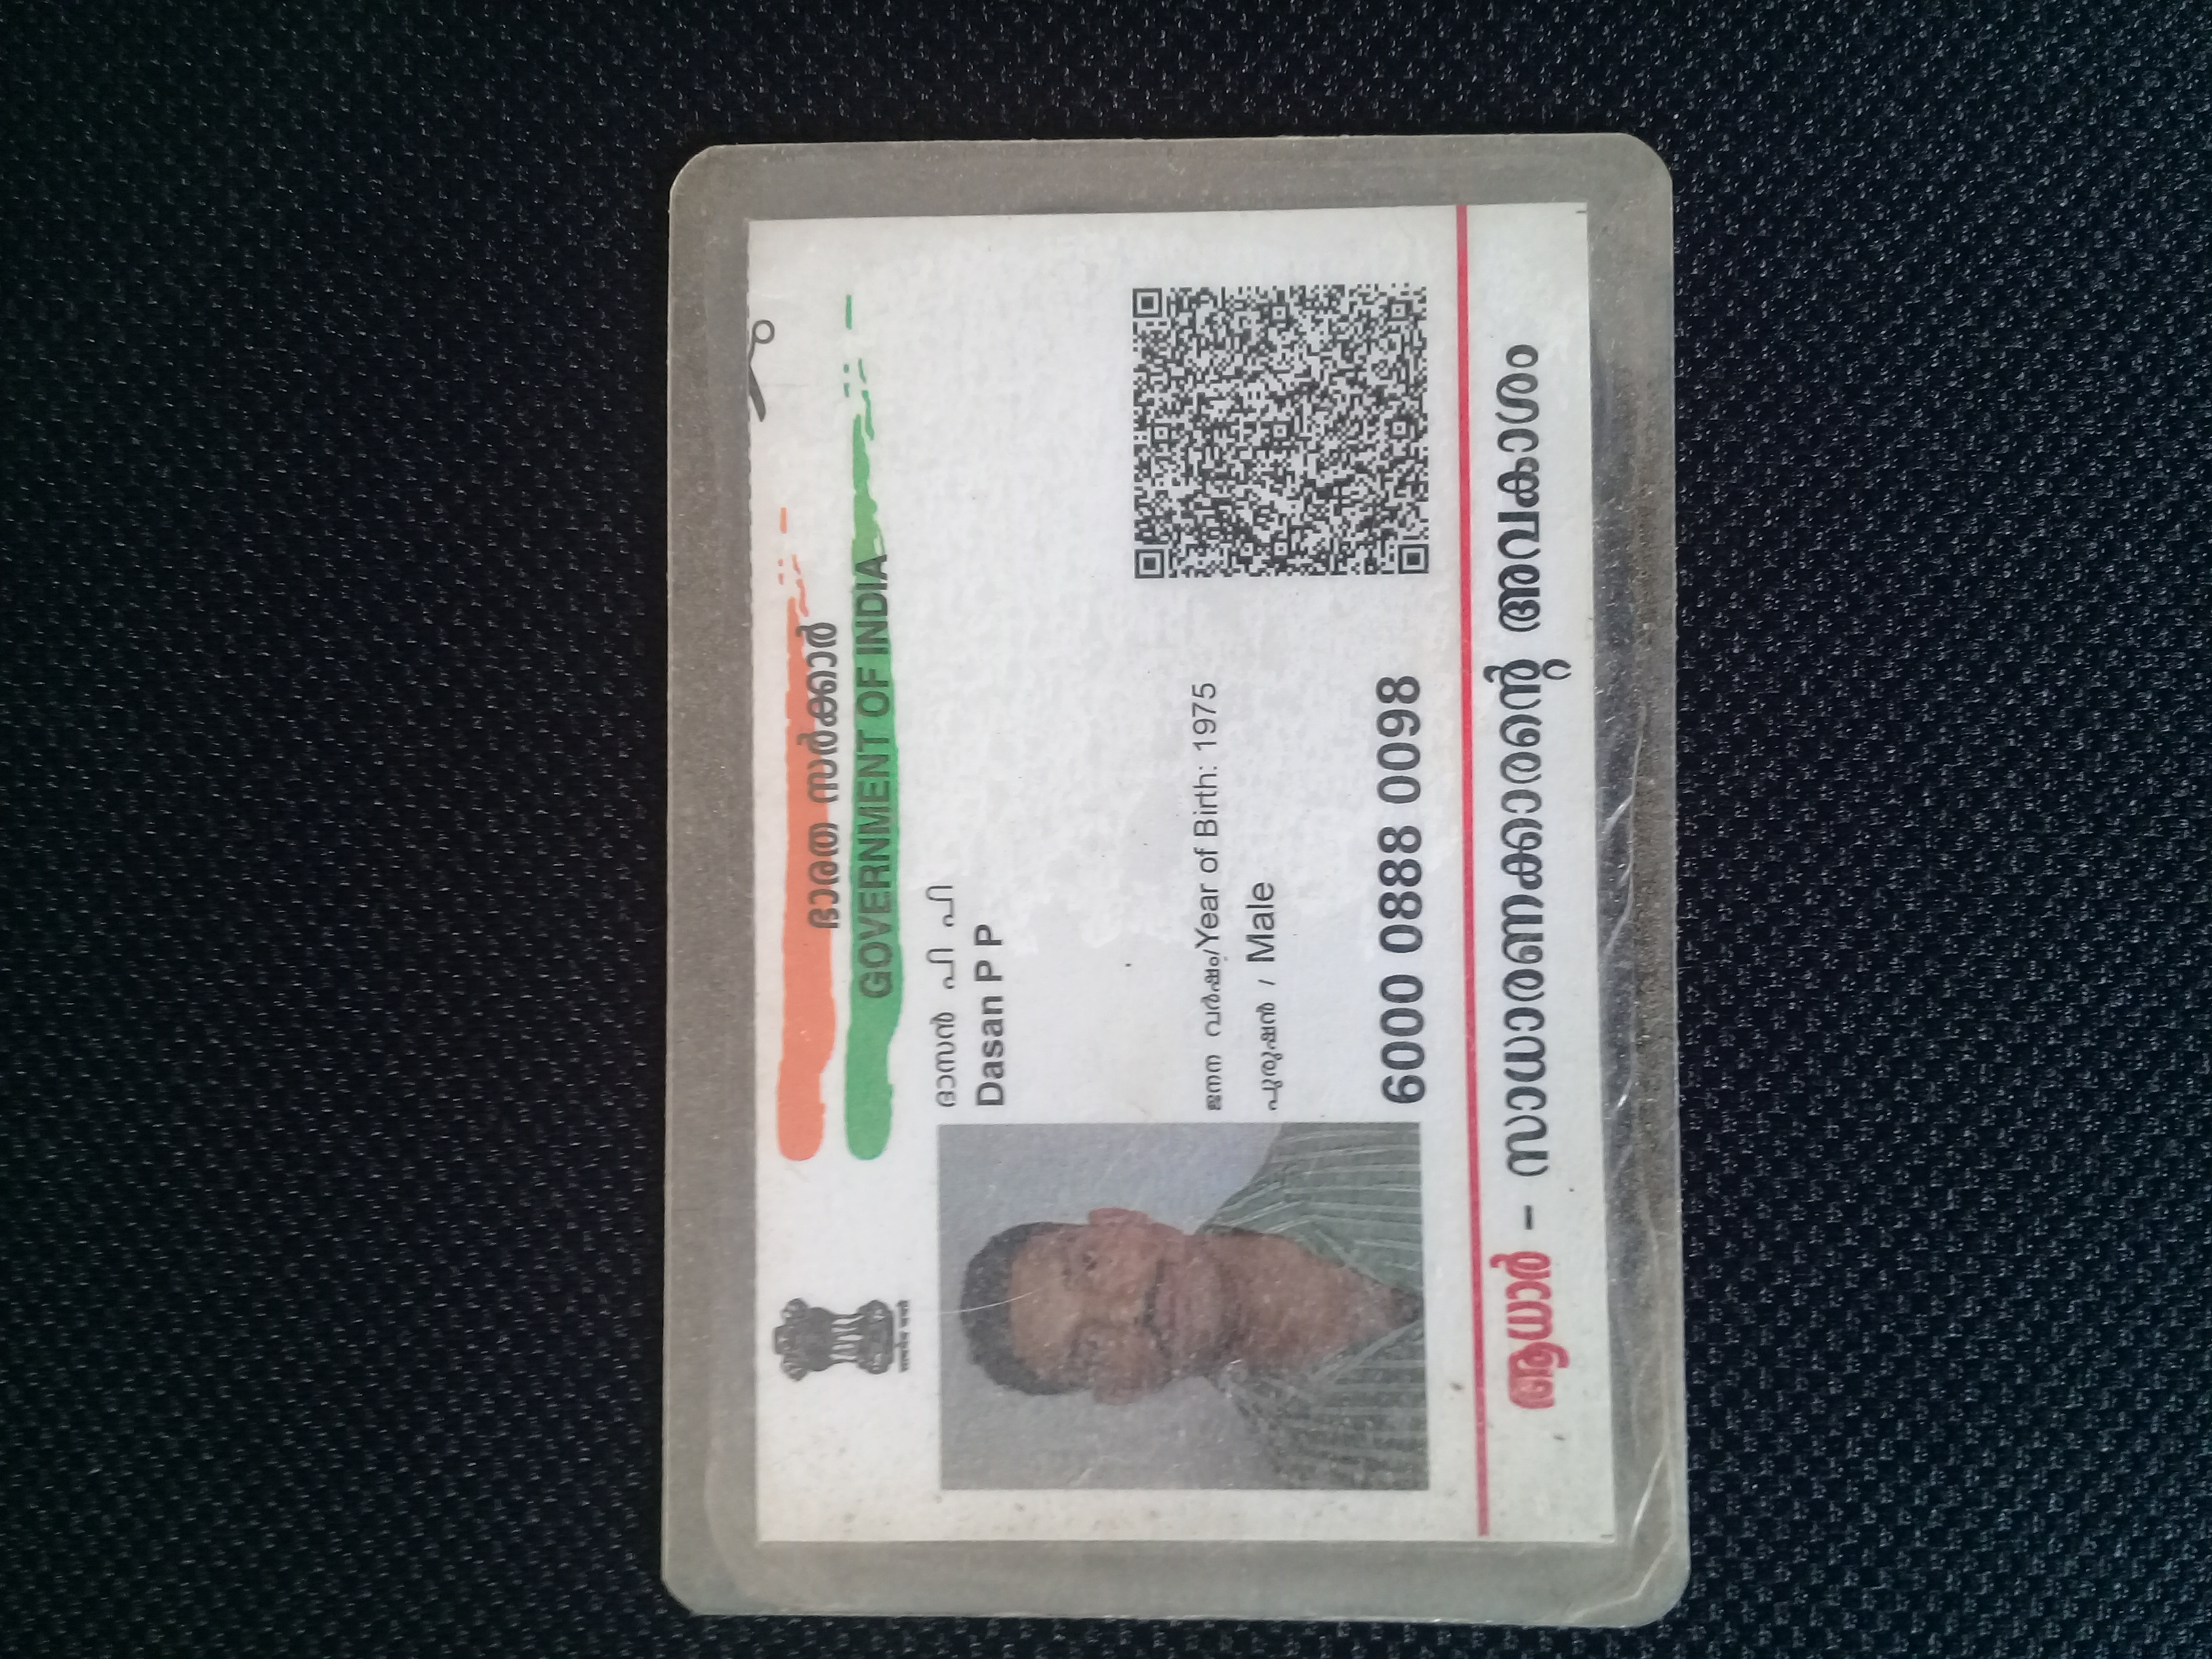 सत्यमेव जयते
ഭാരത സർക്കാർ
GOVERNMENT OF INDIA
ദാസൻ പി പി
Dasan P P
ജനന വർഷം/Year of Birth: 1975
പുരുഷൻ / Male
6000 0888 0098
ആധാർ – സാധാരണക്കാരന്റെ അവകാശം